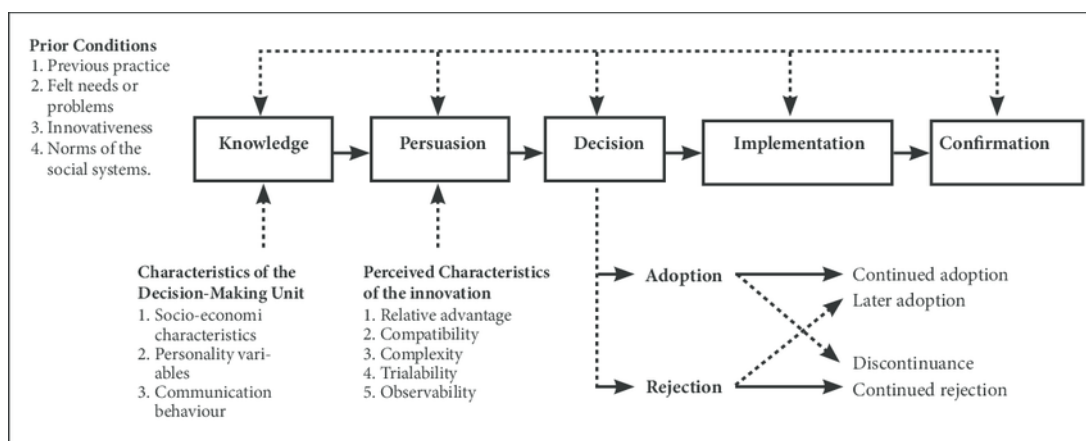 Prior Conditions
1. Previous practice
2. Felt needs or
problems
3. Innovativeness
4. Norms of the
social systems.
Knowledge
Persuasion
Decision
Implementation
Confirmation
Characteristics of the
Decision-Making Unit
1. Socio-economi
characteristics
2. Personality vari-
ables
3. Communication
behaviour
Perceived Characteristics
of the innovation
1. Relative advantage
2. Compatibility
3. Complexity
4. Trialability
5. Observability
Adoption
Rejection
Continued adoption
Later adoption
Discontinuance
Continued rejection